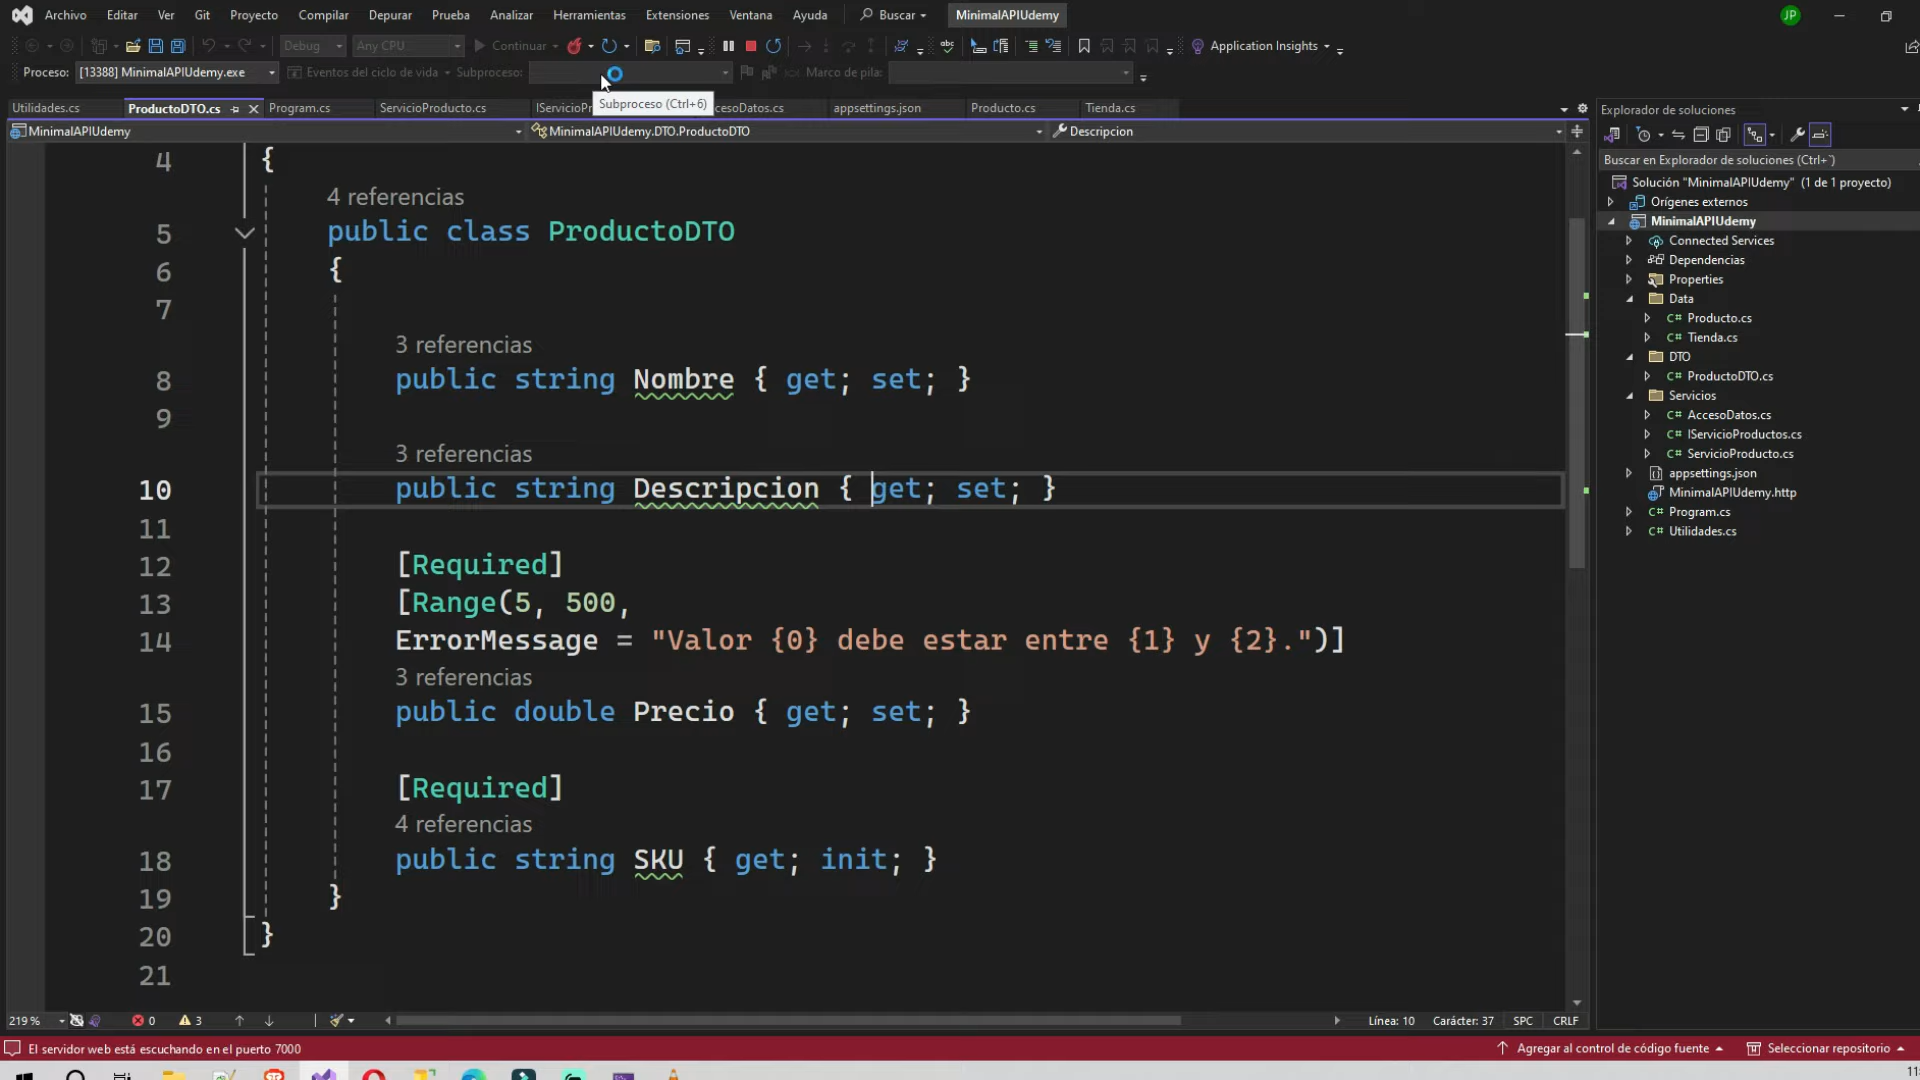 Archivo Editar Ver Git Proyecto Compilar Depurar Prueba Analizar Herramientas Extensiones Ventana Ayuda Buscar MinimalAPIUdemy JP
Debug Any CPU Continuar Application Insights
Proceso: [13388] MinimalAPIUdemy.exe Eventos del ciclo de vida Subproceso: Marco de pila:
Utilidades.cs ProductoDTO.cs Program.cs ServicioProducto.cs IServicioPr Subproceso (Ctrl+6) cesoDatos.cs appsettings.json Producto.cs Tienda.cs
MinimalAPIUdemy MinimalAPIUdemy.DTO.ProductoDTO Descripcion
4 {
4 referencias
5 public class ProductoDTO
6 {
7
3 referencias
8 public string Nombre { get; set; }
9
3 referencias
10 public string Descripcion { get; set; }
11
12 [Required]
13 [Range(5, 500,
14 ErrorMessage = "Valor {0} debe estar entre {1} y {2}.")]
3 referencias
15 public double Precio { get; set; }
16
17 [Required]
4 referencias
18 public string SKU { get; init; }
19 }
20 }
21
Explorador de soluciones
Buscar en Explorador de soluciones (Ctrl+¨)
Solución "MinimalAPIUdemy" (1 de 1 proyecto)
Orígenes externos
MinimalAPIUdemy
Connected Services
Dependencias
Properties
Data
C# Producto.cs
C# Tienda.cs
DTO
C# ProductoDTO.cs
Servicios
C# AccesoDatos.cs
C# IServicioProductos.cs
C# ServicioProducto.cs
appsettings.json
MinimalAPIUdemy.http
C# Program.cs
C# Utilidades.cs
219 % 0 3 Línea: 10 Carácter: 37 SPC CRLF
El servidor web está escuchando en el puerto 7000 Agregar al control de código fuente Seleccionar repositorio